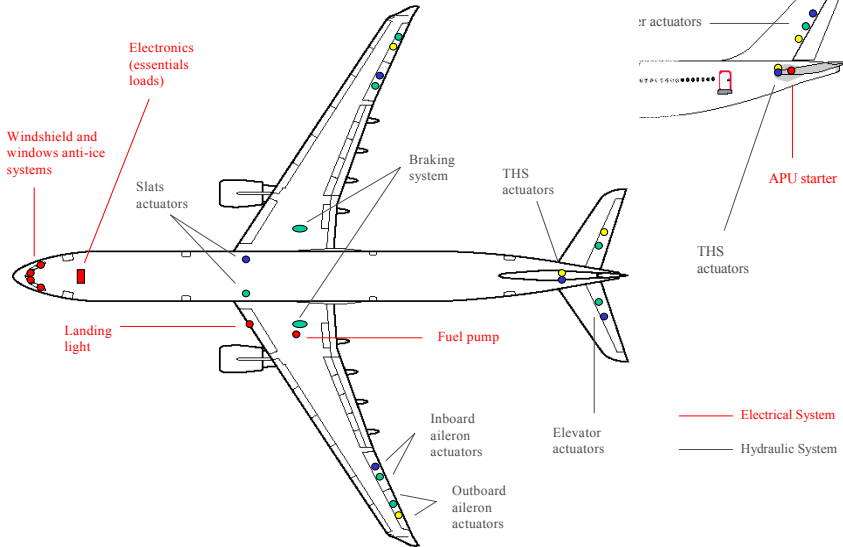 Electronics
(essentials
loads)
Windshield and
windows anti-ice
systems
Slats
actuators
Braking
system
THS
actuators
actuators
APU starter
THS
actuators
Landing
light
Fuel pump
Inboard
aileron
actuators
Outboard
aileron
actuators
Elevator
actuators
Electrical System
Hydraulic System